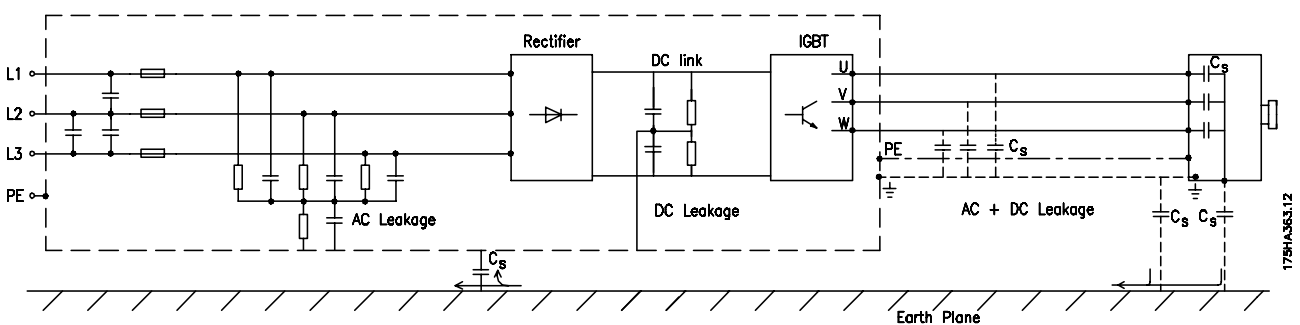 Rectifier
IGBT
DC link
L1
L2
L3
PE
U
V
W
PE
Cs
Cs
AC Leakage
DC Leakage
AC + DC Leakage
Cs
Cs
Cs
Earth Plane
175HA363.12